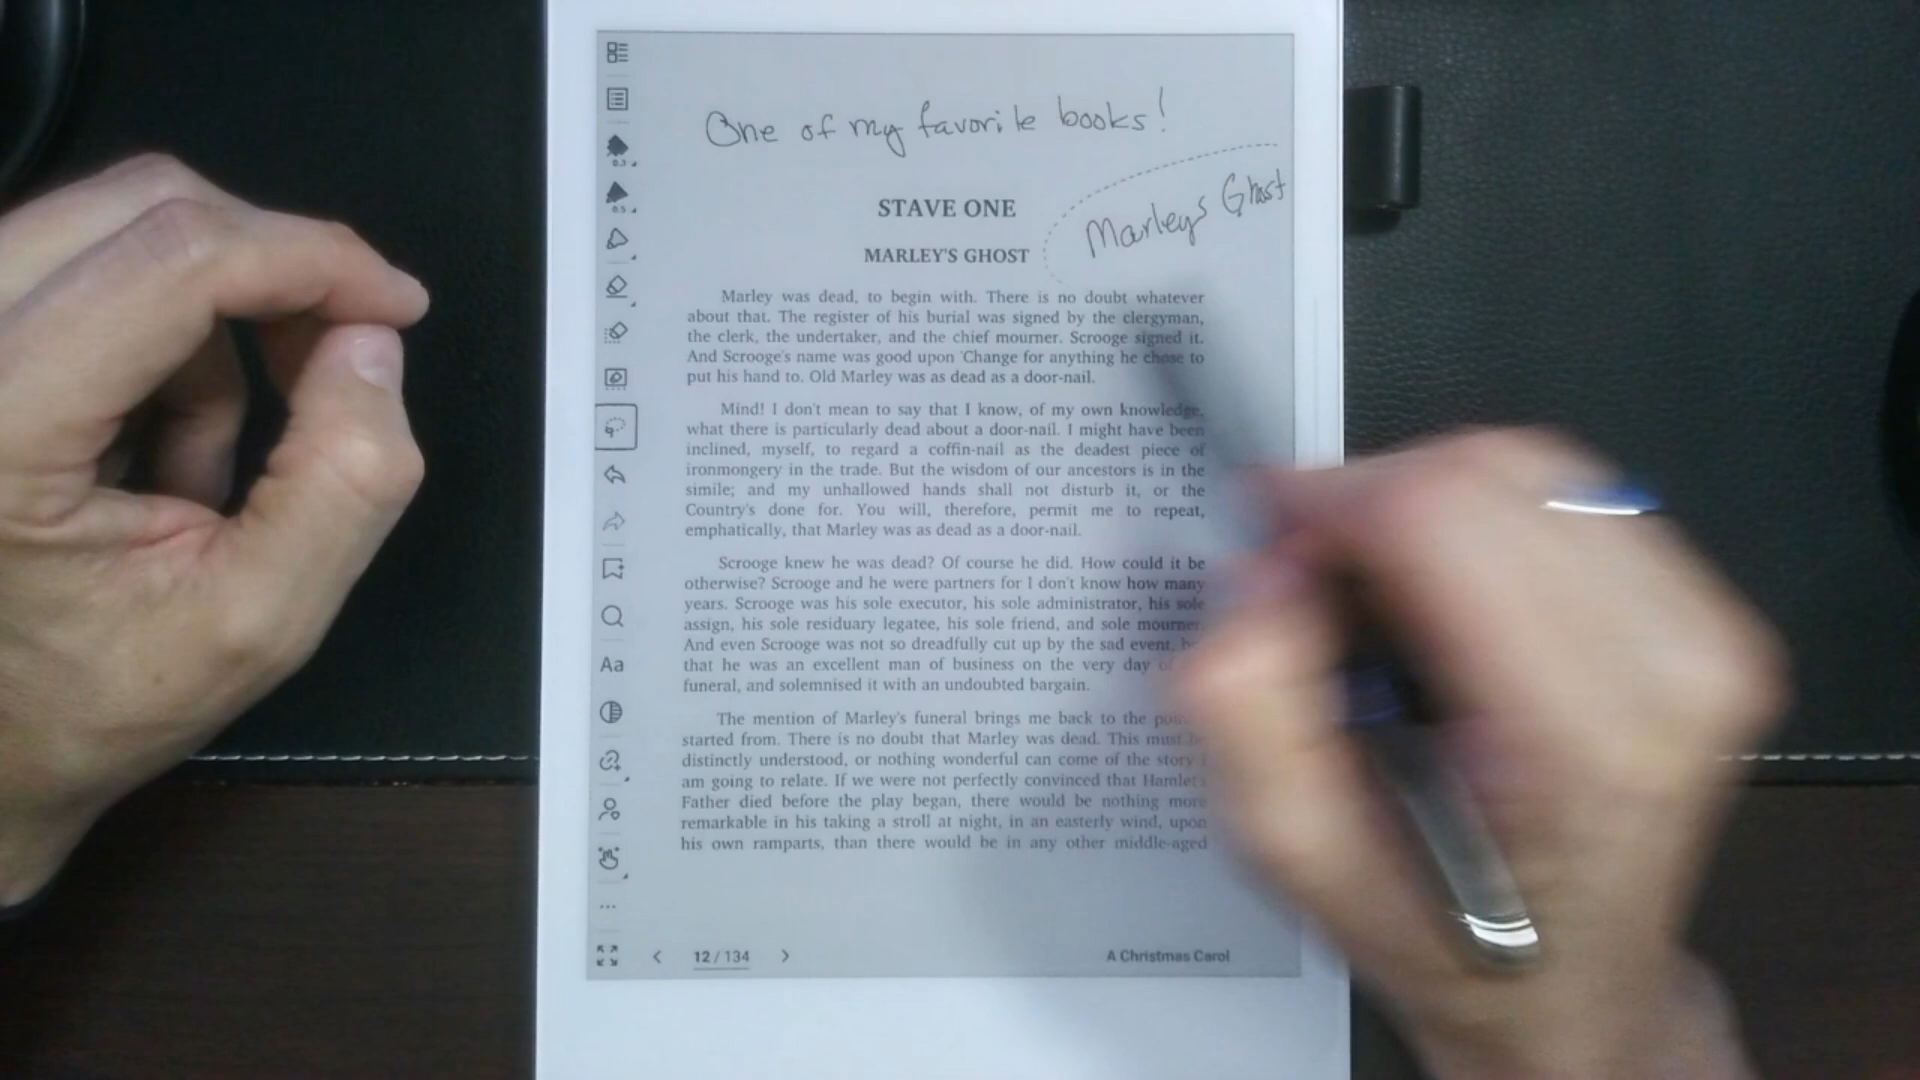 One of my favorite books!
STAVE ONE
Marleys Ghost
MARLEY'S GHOST
Marley was dead, to begin with. There is no doubt whatever
about that. The register of his burial was signed by the clergyman,
the clerk, the undertaker, and the chief mourner. Scrooge signed it.
And Scrooge's name was good upon 'Change for anything he chose to
put his hand to. Old Marley was as dead as a door-nail.
Mind! I don't mean to say that I know, of my own knowledge,
what there is particularly dead about a door-nail. I might have been
inclined, myself, to regard a coffin-nail as the deadest piece of
ironmongery in the trade. But the wisdom of our ancestors is in the
simile; and my unhallowed hands shall not disturb it, or the
Country's done for. You will, therefore, permit me to repeat,
emphatically, that Marley was as dead as a door-nail.
Scrooge knew he was dead? Of course he did. How could it be
otherwise? Scrooge and he were partners for I don't know how many
years. Scrooge was his sole executor, his sole administrator, his sole
assign, his sole residuary legatee, his sole friend, and sole mourner.
And even Scrooge was not so dreadfully cut up by the sad event,
that he was an excellent man of business on the very day
funeral, and solemnised it with an undoubted bargain.
The mention of Marley's funeral brings me back to the
started from. There is no doubt that Marley was dead. This must be
distinctly understood, or nothing wonderful can come of the story I
am going to relate. If we were not perfectly convinced that Hamlet's
Father died before the play began, there would be nothing more
remarkable in his taking a stroll at night, in an easterly wind, upon
his own ramparts, than there would be in any other middle-aged
0.3
0.5
Aa
12 / 134
A Christmas Carol